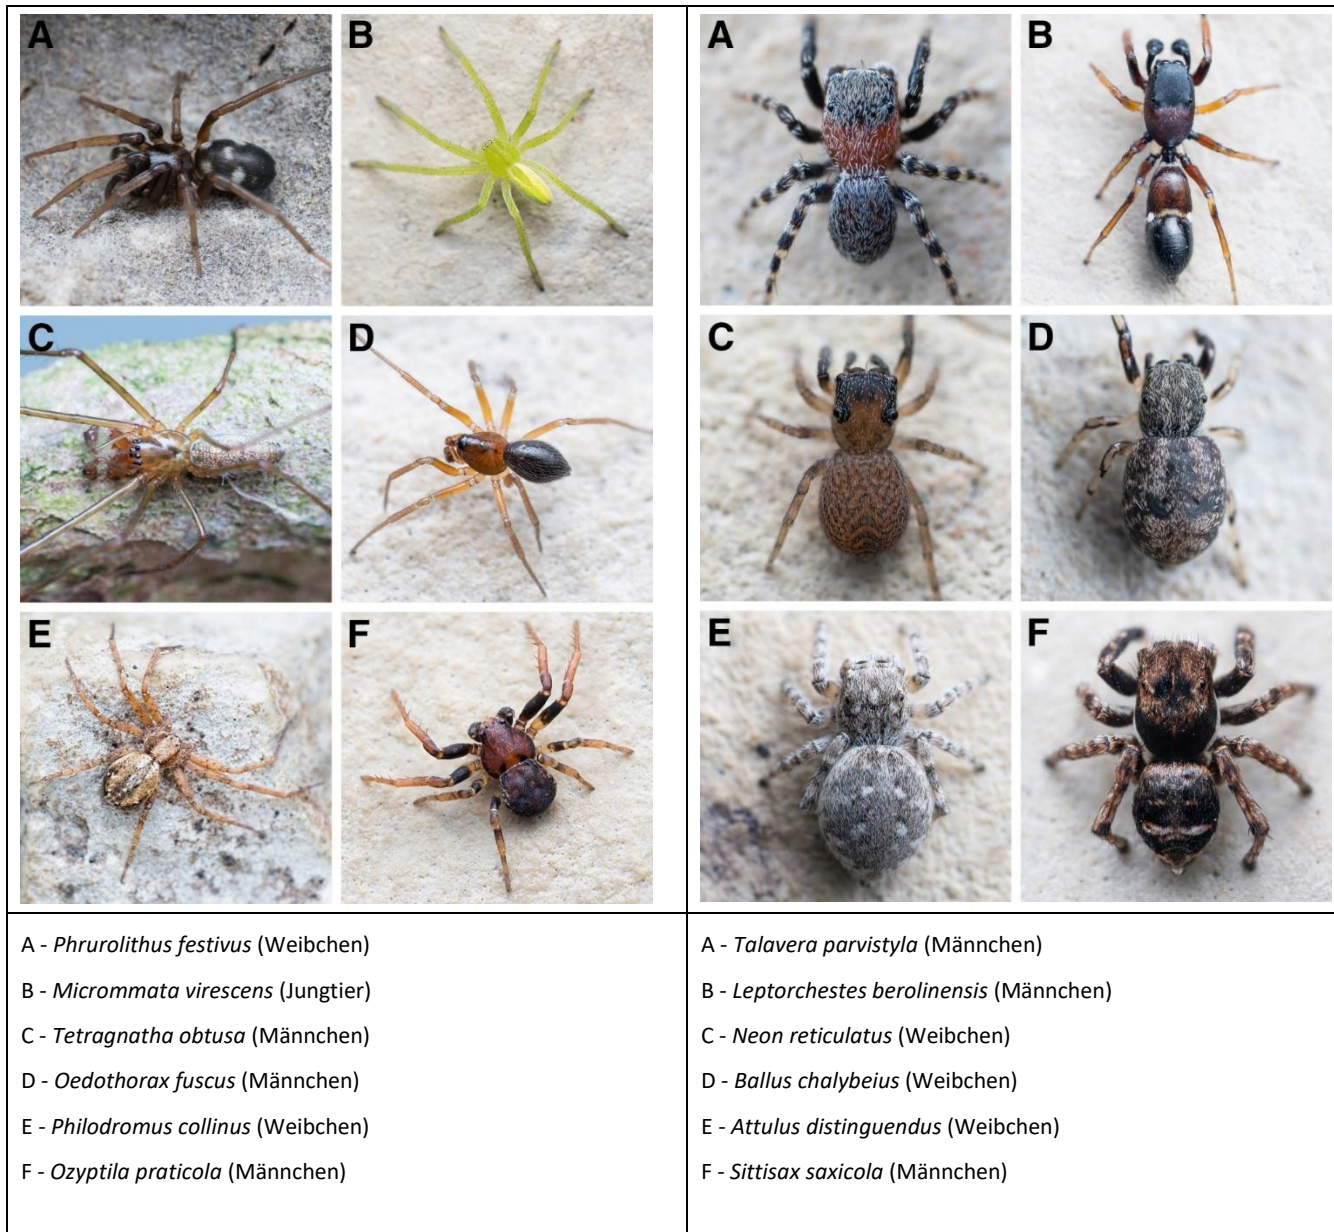 A
B
C
D
E
F
A - Phrurolithus festivus (Weibchen)
B - Micrommata virescens (Jungtier)
C - Tetragnatha obtusa (Männchen)
D - Oedothorax fuscus (Männchen)
E - Philodromus collinus (Weibchen)
F - Ozyptila praticola (Männchen)
A
B
C
D
E
F
A - Talavera parvistyla (Männchen)
B - Leptorchestes berolinensis (Männchen)
C - Neon reticulatus (Weibchen)
D - Ballus chalybeius (Weibchen)
E - Attulus distinguendus (Weibchen)
F - Sittisax saxicola (Männchen)